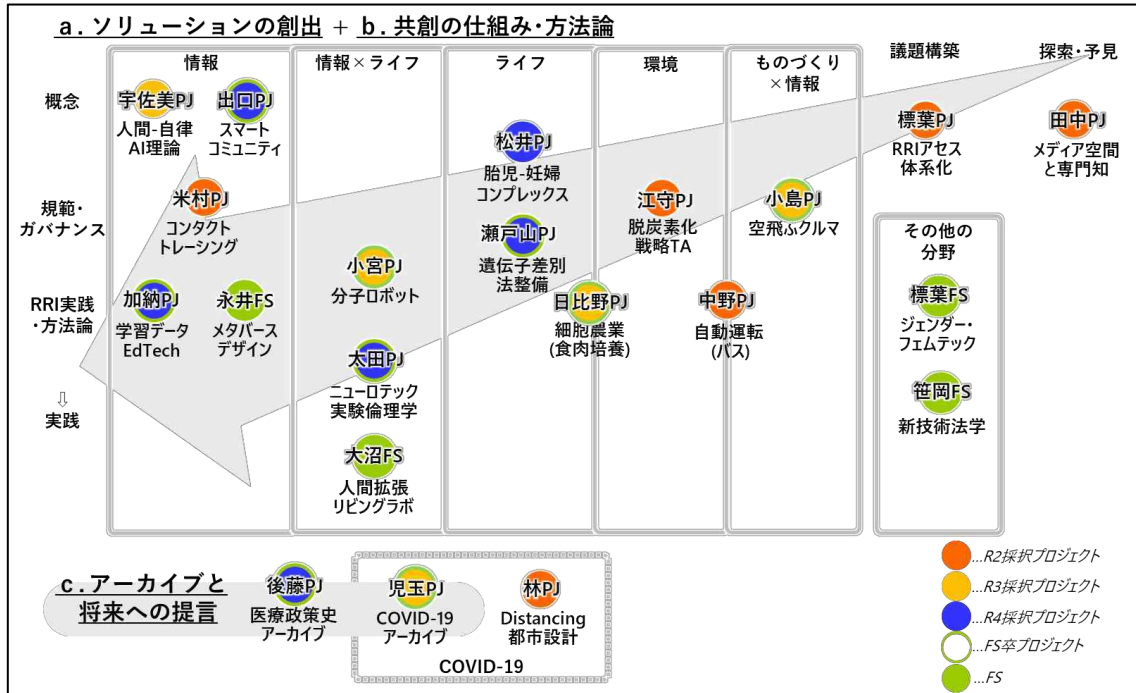 a.ソリューションの創出 + b.共創の仕組み・方法論
情報
情報×ライフ
ライフ
環境
ものづくり
×情報
議題構築
探索・予見
概念
規範・
ガバナンス
RRI実践
・方法論
⇩
実践
宇佐美PJ
人間-自律
AI理論
出口PJ
スマート
コミュニティ
米村PJ
コンタクト
トレーシング
加納PJ
学習データ
EdTech
永井FS
メタバース
デザイン
小宮PJ
分子ロボット
太田PJ
ニューロテック
実験倫理学
大沼FS
人間拡張
リビングラボ
松井PJ
胎児-妊婦
コンプレックス
瀬戸山PJ
遺伝子差別
法整備
日比野PJ
細胞農業
(食肉培養)
江守PJ
脱炭素化
戦略TA
中野PJ
自動運転
(バス)
小島PJ
空飛ぶクルマ
標葉PJ
RRIアセス
体系化
田中PJ
メディア空間
と専門知
その他の
分野
標葉FS
ジェンダー・
フェムテック
笹岡FS
新技術法学
c.アーカイブと
将来への提言
後藤PJ
医療政策史
アーカイブ
児玉PJ
COVID-19
アーカイブ
林PJ
Distancing
都市設計
COVID-19
…R2採択プロジェクト
…R3採択プロジェクト
…R4採択プロジェクト
…FS卒プロジェクト
…FS